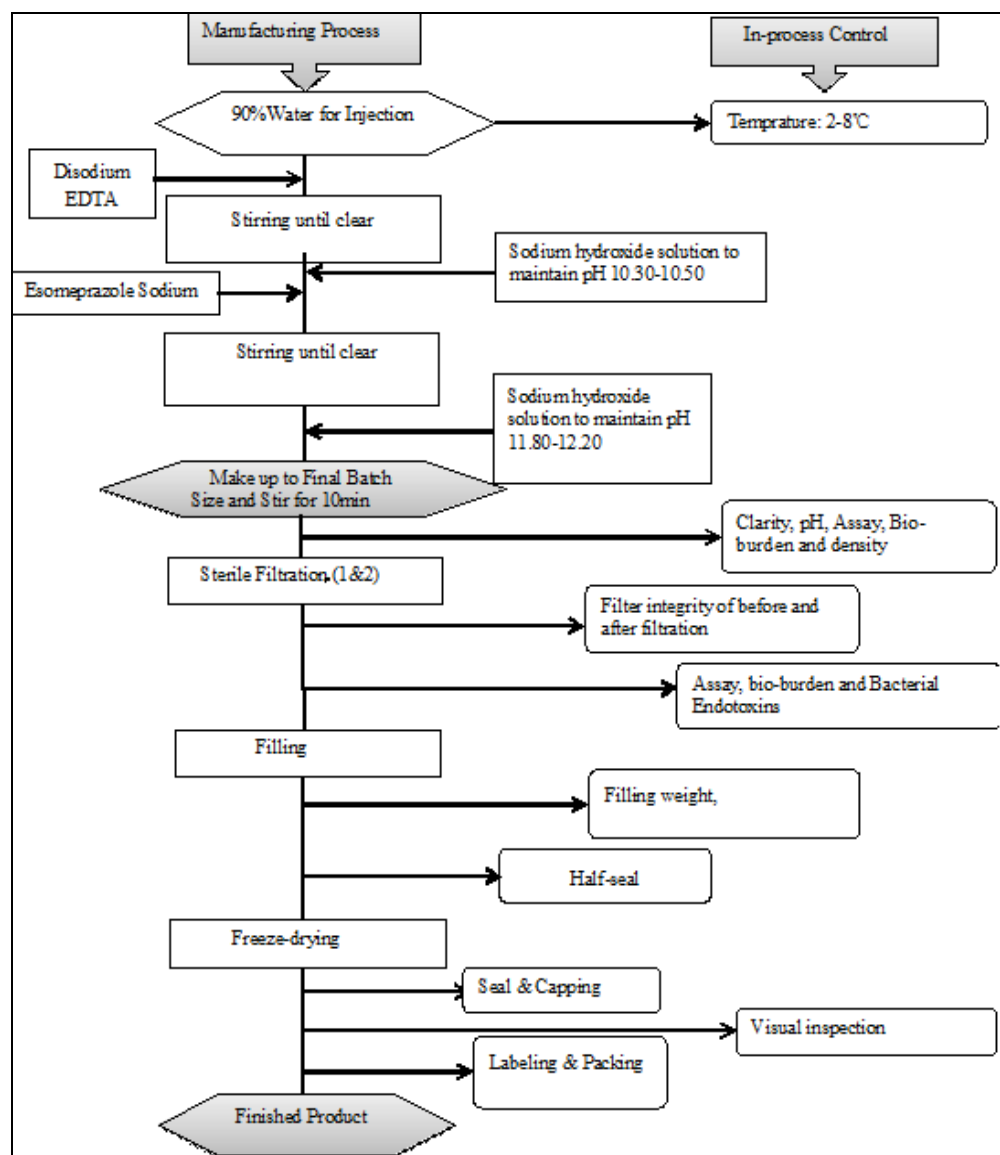 Manufacturing Process
In-process Control
90%Water for Injection
Temprature: 2-8℃
Disodium
EDTA
Stirring until clear
Sodium hydroxide solution to
maintain pH 10.30-10.50
Esomeprazole Sodium
Stirring until clear
Sodium hydroxide
solution to maintain pH
11.80-12.20
Make up to Final Batch
Size and Stir for 10min
Clarity, pH, Assay, Bio-
burden and density
Sterile Filtration, (1&2)
Filter integrity of before and
after filtration
Assay, bio-burden and Bacterial
Endotoxins
Filling
Filling weight,
Half-seal
Freeze-drying
Seal & Capping
Visual inspection
Labeling & Packing
Finished Product